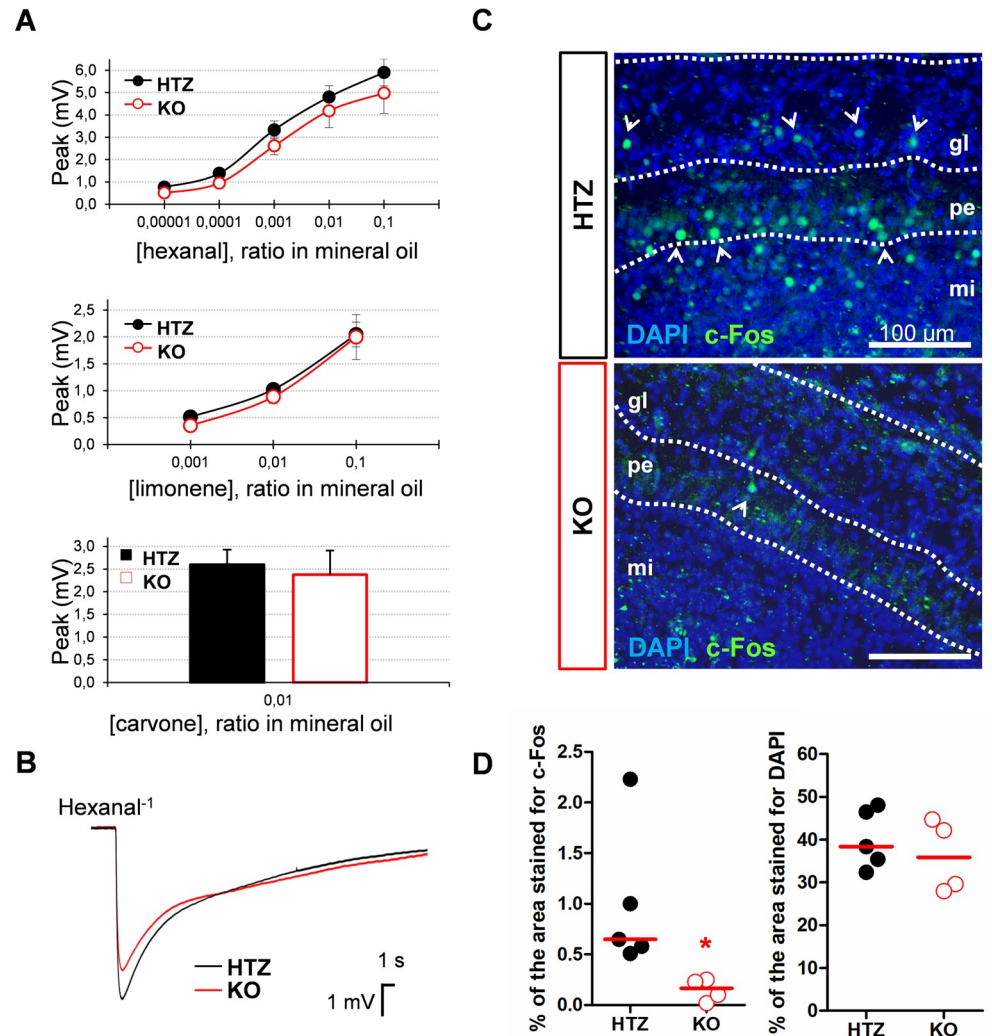 A
Peak (mV)
6,0
5,0
4,0
3,0
2,0
1,0
0,0
HTZ
KO
0,00001 0,0001 0,001 0,01 0,1
[hexanal], ratio in mineral oil
Peak (mV)
2,5
2,0
1,5
1,0
0,5
0,0
HTZ
KO
0,001 0,01 0,1
[limonene], ratio in mineral oil
Peak (mV)
3,0
2,5
2,0
1,5
1,0
0,5
0,0
HTZ
KO
0,01
[carvone], ratio in mineral oil
B
Hexanal-1
HTZ
KO
1 s
1 mV
C
HTZ
gl
pe
mi
DAPI c-Fos
100 µm
KO
gl
pe
mi
DAPI c-Fos
D
% of the area stained for c-Fos
2.5
2.0
1.5
1.0
0.5
0.0
*
HTZ KO
% of the area stained for DAPI
60
50
40
30
20
10
0
HTZ KO